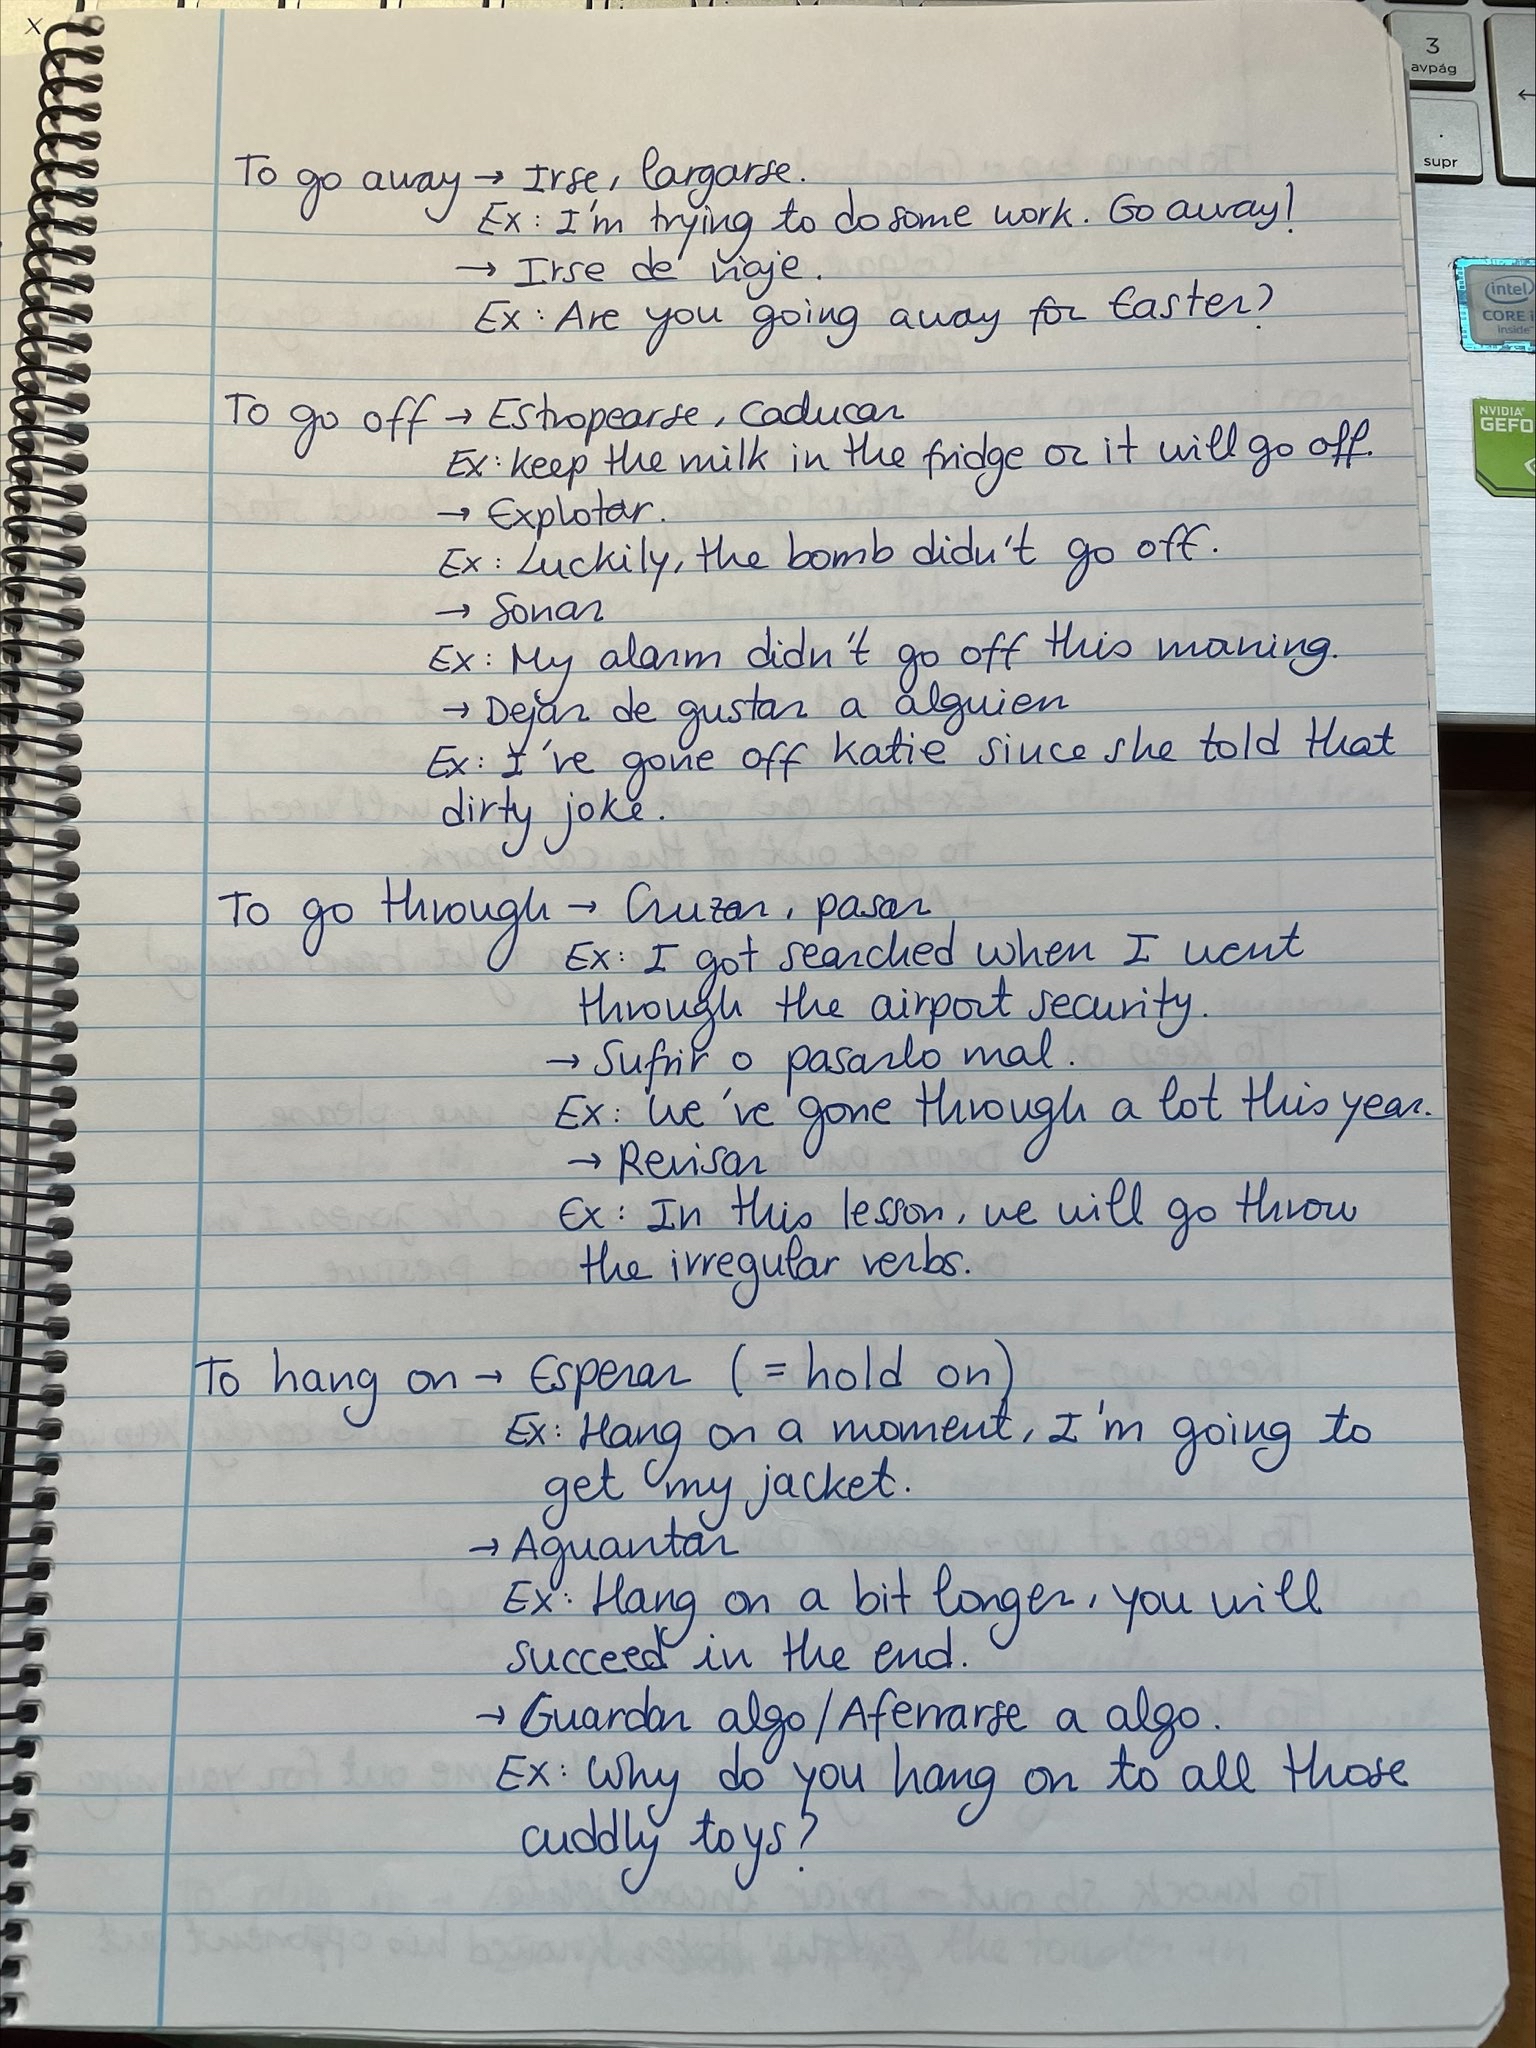 To go away → Irse, largarse.
Ex: I'm trying to do some work. Go away!
→ Irse de viaje.
Ex: Are you going away for Easter?
To go off → Estropearse, caducar
Ex: keep the milk in the fridge or it will go off.
→ Explotar.
Ex: Luckily, the bomb didn't go off.
→ Sonar
Ex: My alarm didn't go off this morning.
→ Dejar de gustar a alguien
Ex: I've gone off Katie since she told that
dirty joke.
To go through → Cruzar, pasar
Ex: I got searched when I went
through the airport security.
→ Sufrir o pasarlo mal.
Ex: We've gone through a lot this year.
→ Revisar
Ex: In this lesson, we will go throw
the irregular verbs.
To hang on → Esperar (= hold on)
Ex: Hang on a moment, I'm going to
get my jacket.
→ Aguantar
Ex: Hang on a bit longer, you will
succeed in the end.
→ Guardar algo/Aferrarse a algo.
Ex: Why do you hang on to all those
cuddly toys?
3
avpág
.
supr
intel
CORE i
inside
NVIDIA
GEFO